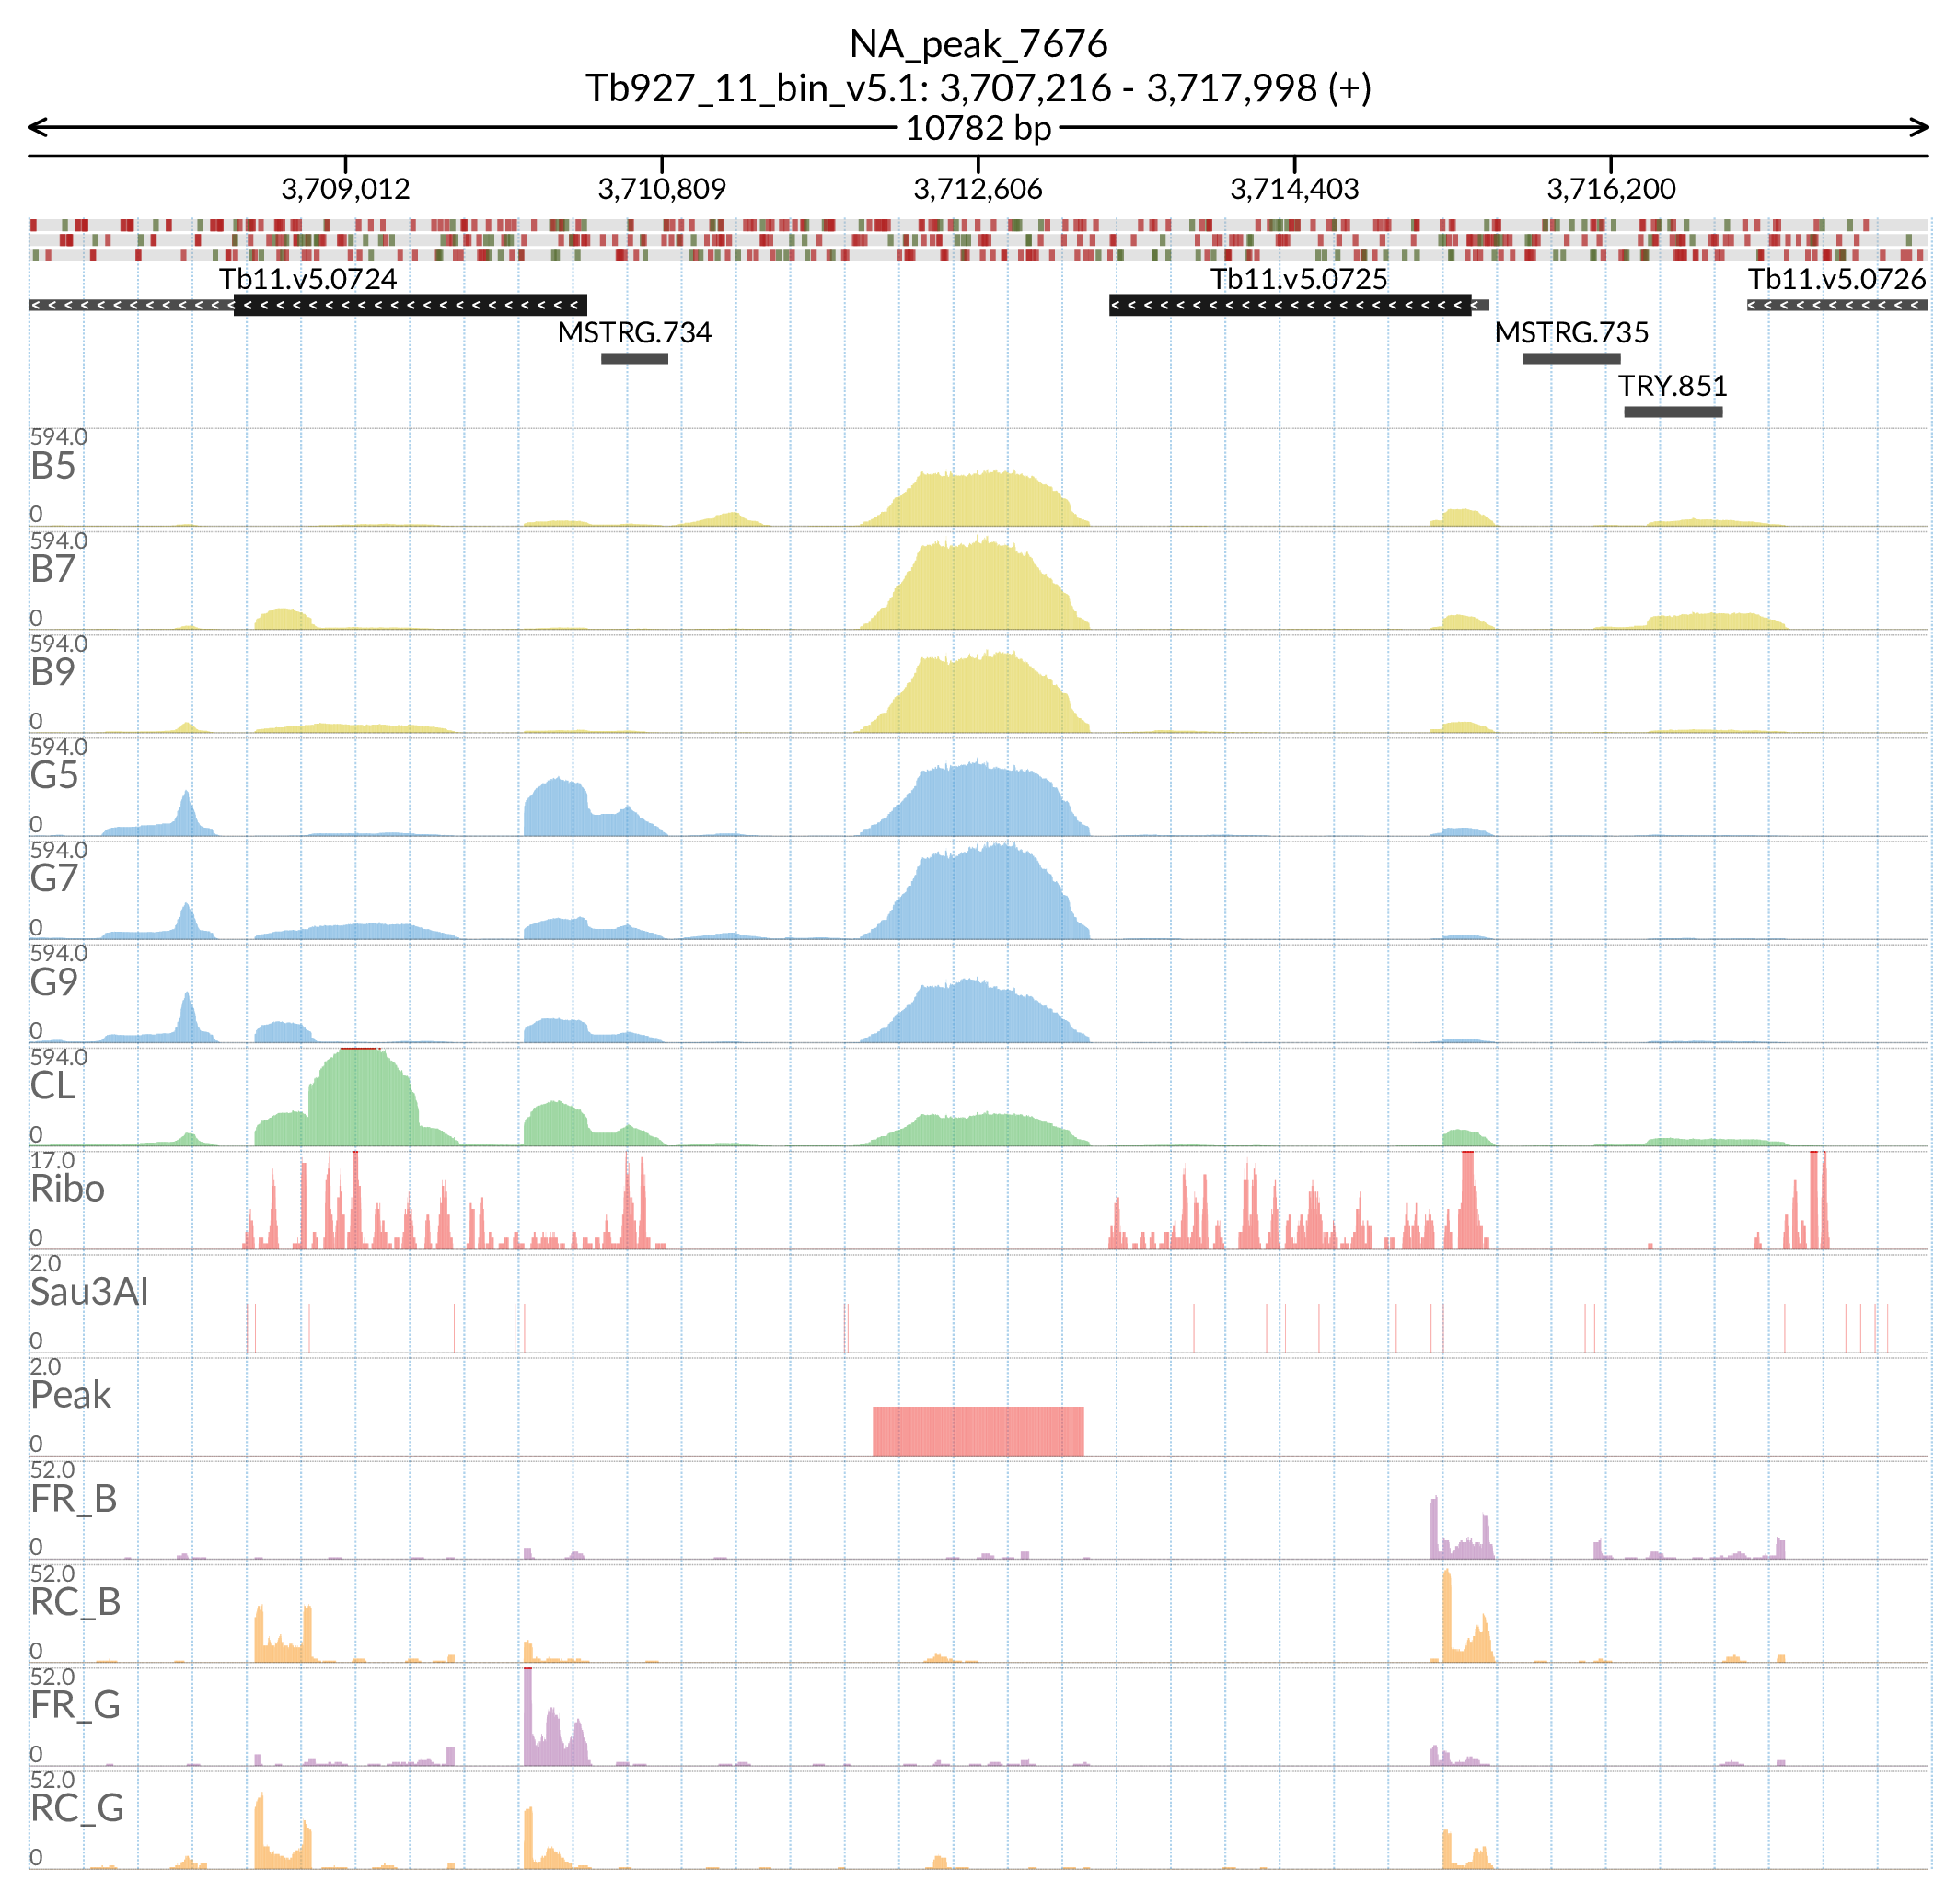 NA_peak_7676
Tb927_11_bin_v5.1: 3,707,216 - 3,717,998 (+)
10782 bp
3,709,012 3,710,809 3,712,606 3,714,403 3,716,200
Tb11.v5.0724 Tb11.v5.0725 Tb11.v5.0726
MSTRG.734 MSTRG.735
TRY.851
594.0
B5
0
594.0
B7
0
594.0
B9
0
594.0
G5
0
594.0
G7
0
594.0
G9
0
594.0
CL
0
17.0
Ribo
0
2.0
Sau3AI
0
2.0
Peak
0
52.0
FR_B
0
52.0
RC_B
0
52.0
FR_G
0
52.0
RC_G
0